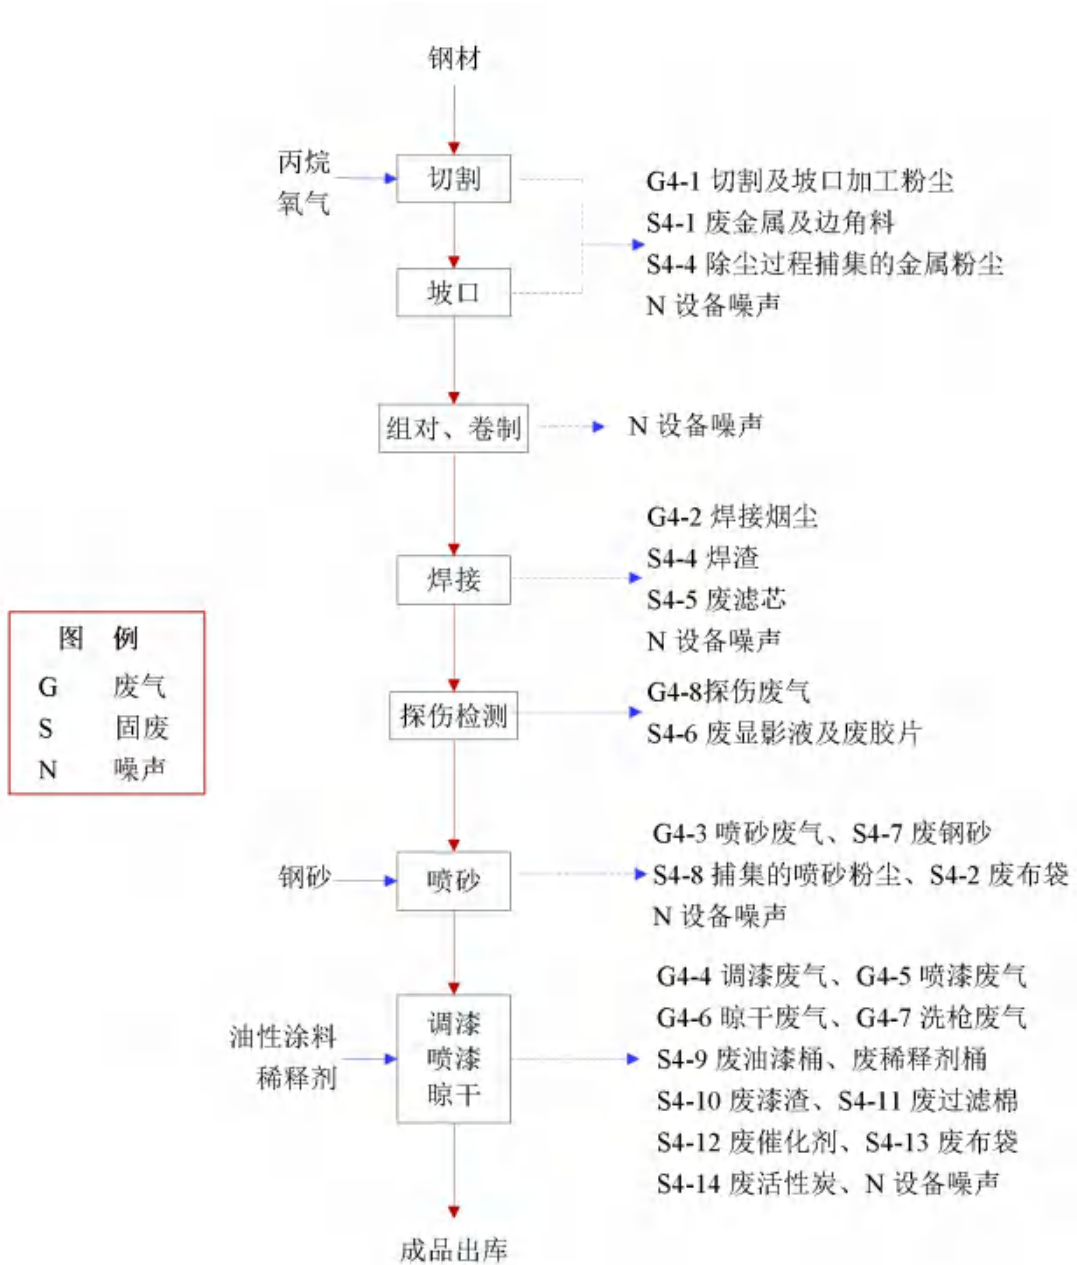 钢材
丙烷
氧气
切割
G4-1 切割及坡口加工粉尘
S4-1 废金属及边角料
S4-4 除尘过程捕集的金属粉尘
N 设备噪声
坡口
组对、卷制
N 设备噪声
G4-2 焊接烟尘
S4-4 焊渣
S4-5 废滤芯
N 设备噪声
焊接
图 例
G 废气
S 固废
N 噪声
探伤检测
G4-8探伤废气
S4-6 废显影液及废胶片
钢砂
喷砂
G4-3 喷砂废气、S4-7 废钢砂
S4-8 捕集的喷砂粉尘、S4-2 废布袋
N 设备噪声
油性涂料
稀释剂
调漆
喷漆
晾干
G4-4 调漆废气、G4-5 喷漆废气
G4-6 晾干废气、G4-7 洗枪废气
S4-9 废油漆桶、废稀释剂桶
S4-10 废漆渣、S4-11 废过滤棉
S4-12 废催化剂、S4-13 废布袋
S4-14 废活性炭、N 设备噪声
成品出库